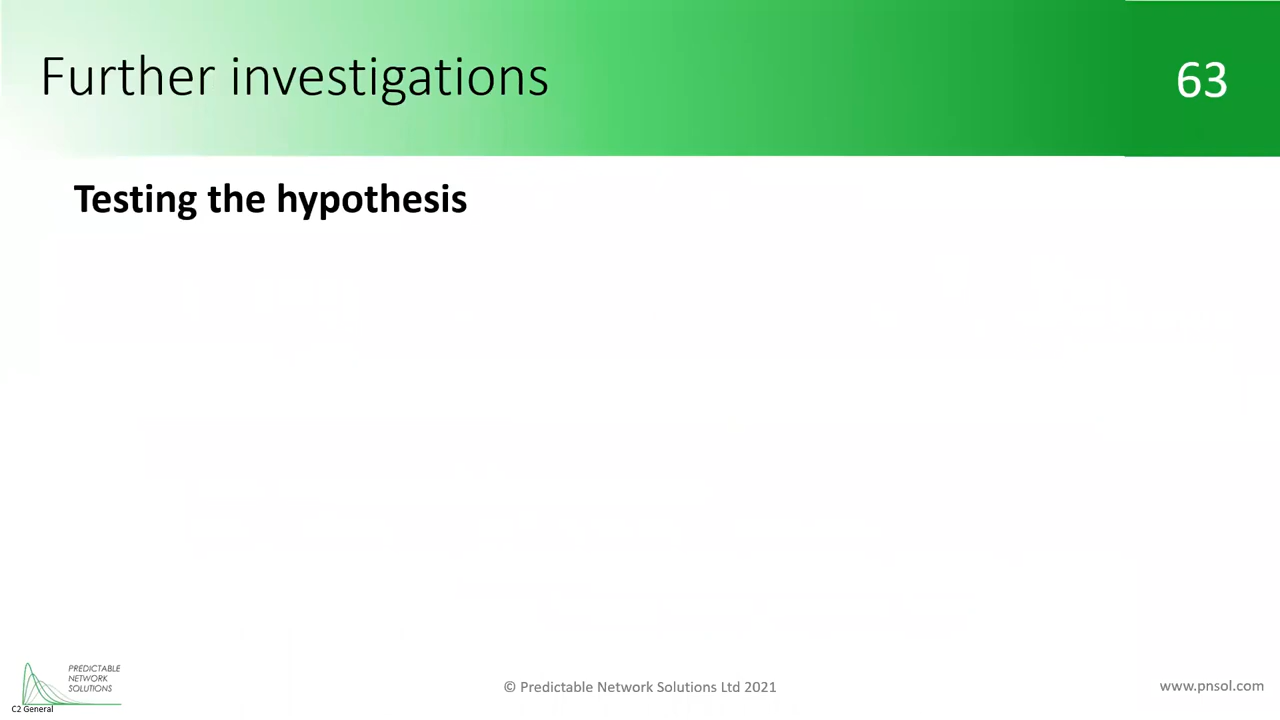 Further investigations
63
Testing the hypothesis
PREDICTABLE
NETWORK
SOLUTIONS
C2 General
© Predictable Network Solutions Ltd 2021
www.pnsol.com